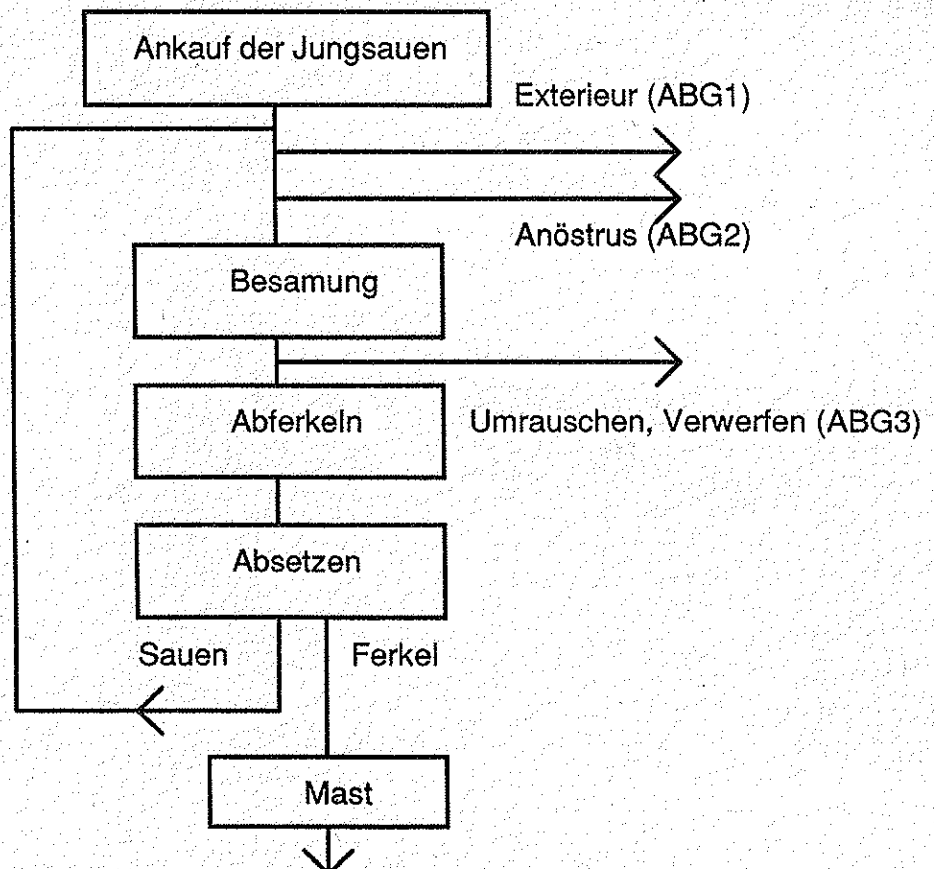 Ankauf der Jungsauen
Exterieur (ABG1)
Anöstrus (ABG2)
Besamung
Abferkeln
Umrauschen, Verwerfen (ABG3)
Absetzen
Sauen
Ferkel
Mast